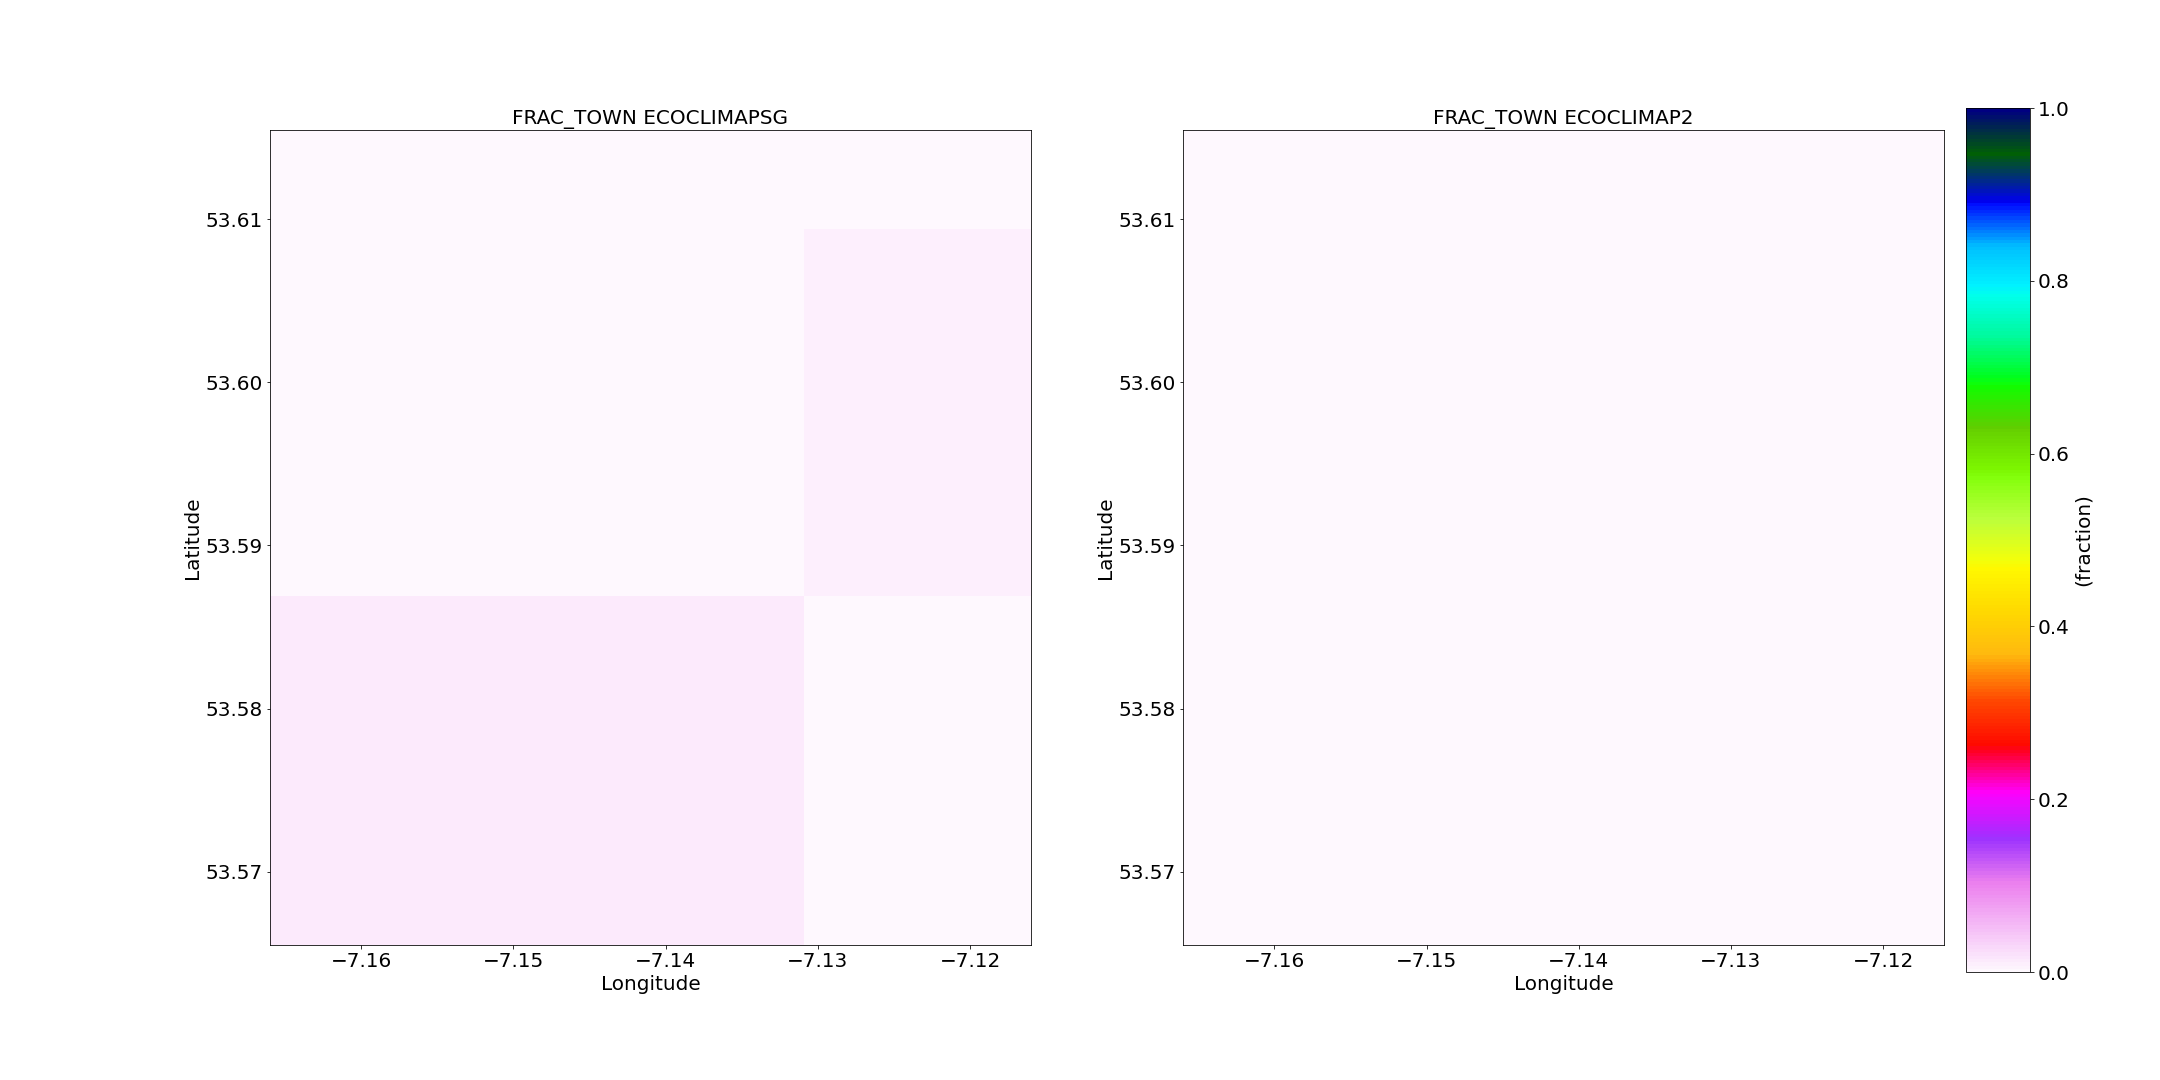 FRAC_TOWN ECOCLIMAPSG
53.61
53.60
53.59
53.58
53.57
Latitude
−7.16 −7.15 −7.14 −7.13 −7.12
Longitude
FRAC_TOWN ECOCLIMAP2
53.61
53.60
53.59
53.58
53.57
Latitude
−7.16 −7.15 −7.14 −7.13 −7.12
Longitude
1.0
0.8
0.6
0.4
0.2
0.0
(fraction)